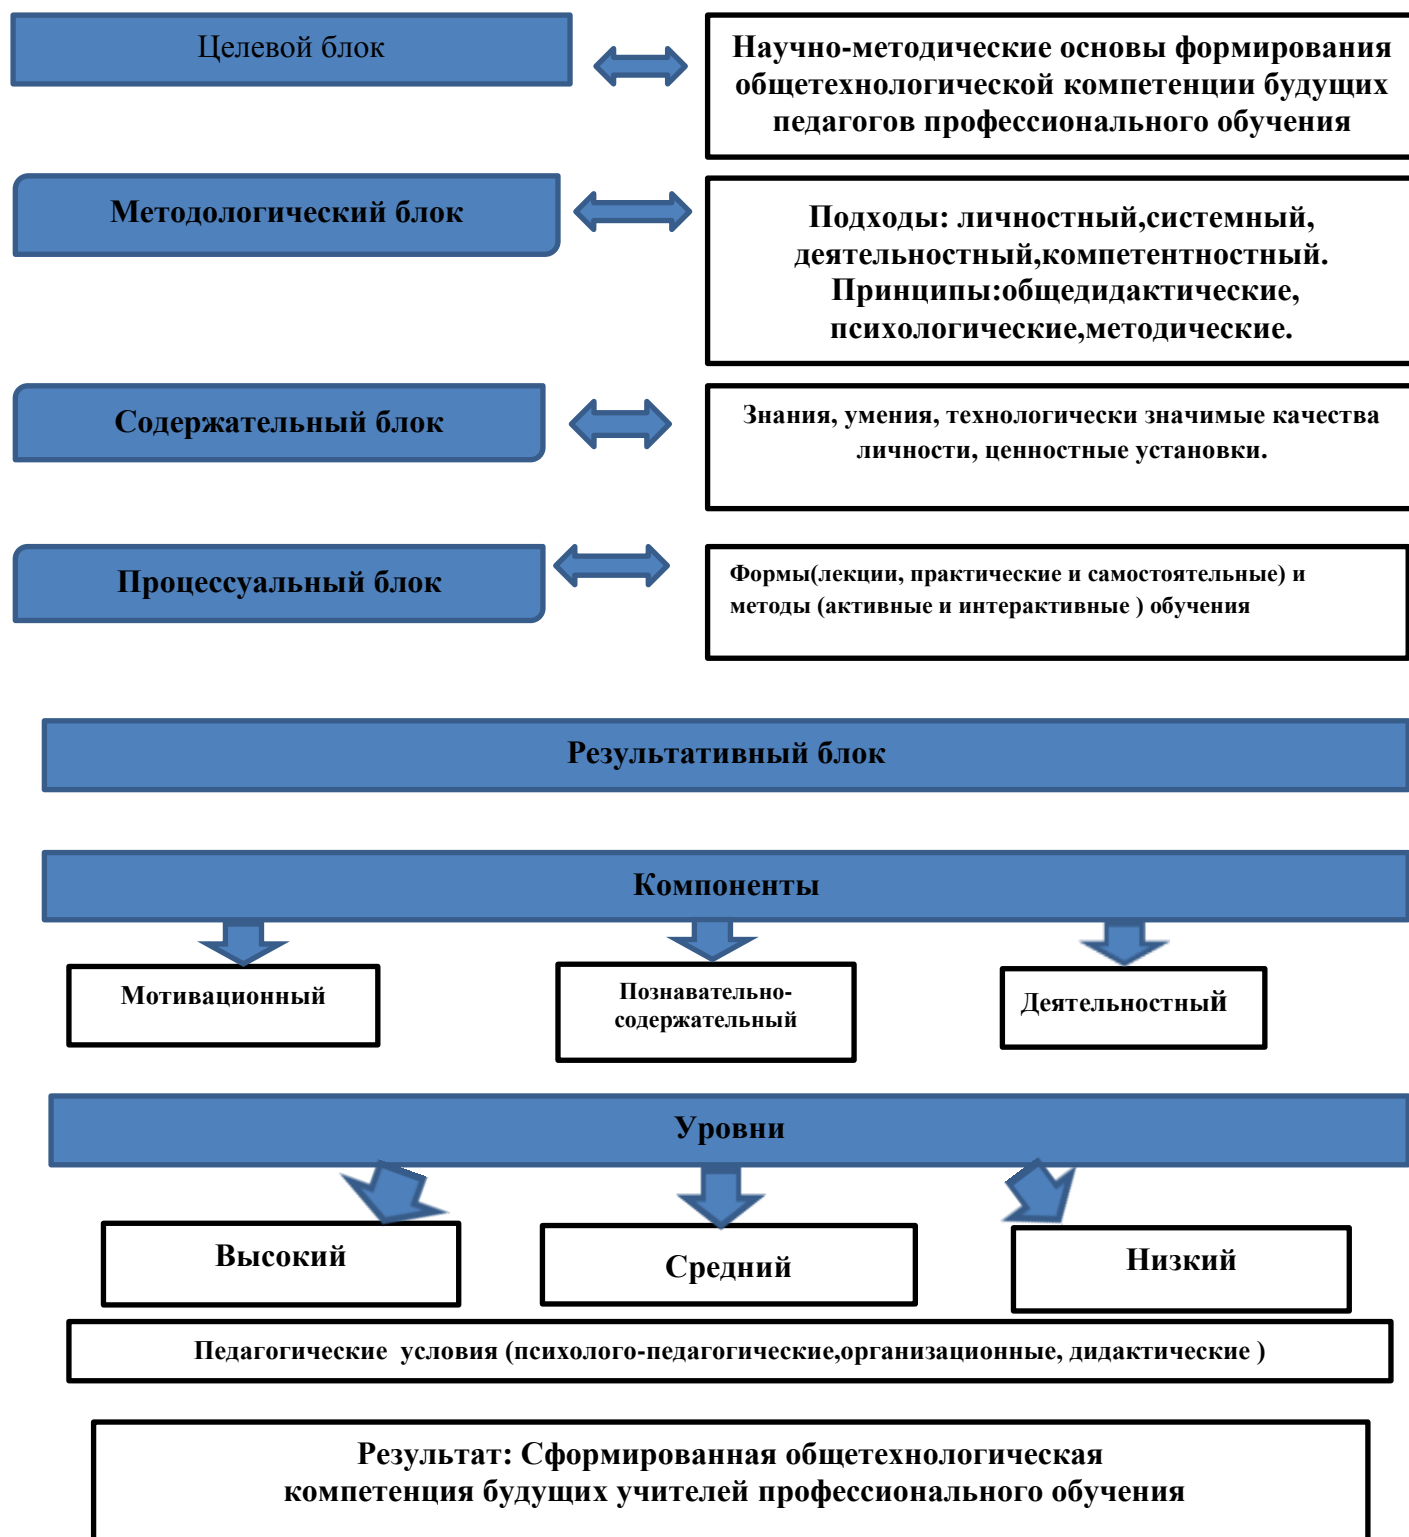 Целевой блок
Научно-методические основы формирования
общетехнологической компетенции будущих
педагогов профессионального обучения
Методологический блок
Подходы: личностный,системный,
деятельностный,компетентностный.
Принципы:общедидактические,
психологические,методические.
Содержательный блок
Знания, умения, технологически значимые качества
личности, ценностные установки.
Процессуальный блок
Формы(лекции, практические и самостоятельные) и
методы (активные и интерактивные ) обучения
Результативный блок
Компоненты
Мотивационный
Познавательно-
содержательный
Деятельностный
Уровни
Высокий
Средний
Низкий
Педагогические условия (психолого-педагогические,организационные, дидактические )
Результат: Сформированная общетехнологическая
компетенция будущих учителей профессионального обучения